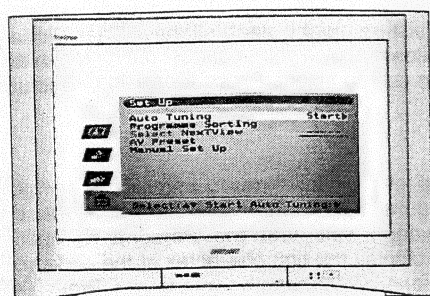 Set Up
Auto Tuning Start
Programme Sorting
Select NexTView
AV Preset
Manual Set Up
Select: Start Auto Tuning: